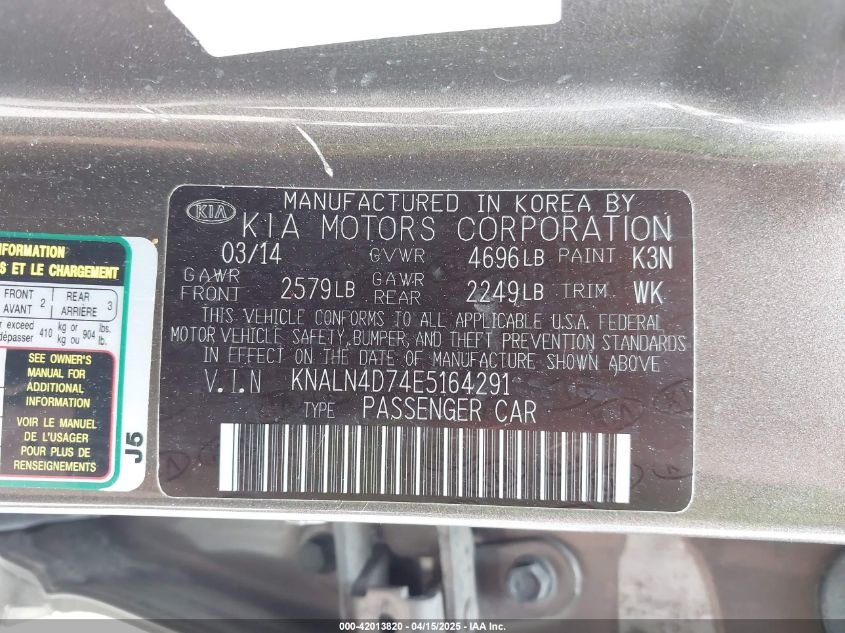 MANUFACTURED IN KOREA BY
KIA
KIA MOTORS CORPORATION
03/14 GVWR 4696LB PAINT K3N
GAWR FRONT 2579LB GAWR REAR 2249LB TRIM WK
THIS VEHICLE CONFORMS TO ALL APPLICABLE U.S.A. FEDERAL
MOTOR VEHICLE SAFETY, BUMPER, AND THEFT PREVENTION STANDARDS
IN EFFECT ON THE DATE OF MANUFACTURE SHOWN ABOVE
V.I.N KNALN4D74E5164291
TYPE PASSENGER CAR
INFORMATION
S ET LE CHARGEMENT
FRONT 2 REAR 3
AVANT ARRIÈRE
exceed 410 kg or 904 lbs.
dépasser kg ou lb.
SEE OWNER'S
MANUAL FOR
ADDITIONAL
INFORMATION
VOIR LE MANUEL
DE L'USAGER
POUR PLUS DE
RENSEIGNEMENTS
J5
000-42013820 - 04/15/2025 - IAA, Inc.